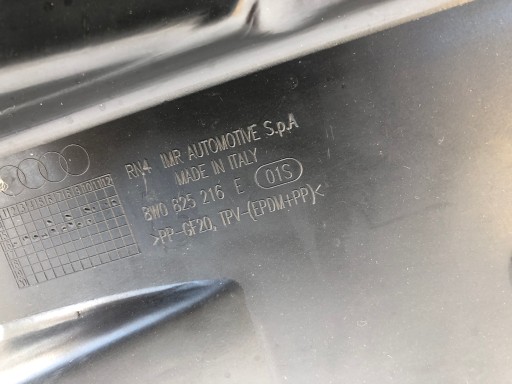 RN4 IMR AUTOMOTIVE S.p.A
MADE IN ITALY
8W0 825 216 E 01S
>PP-GF20, TPV-(EPDM+PP)<